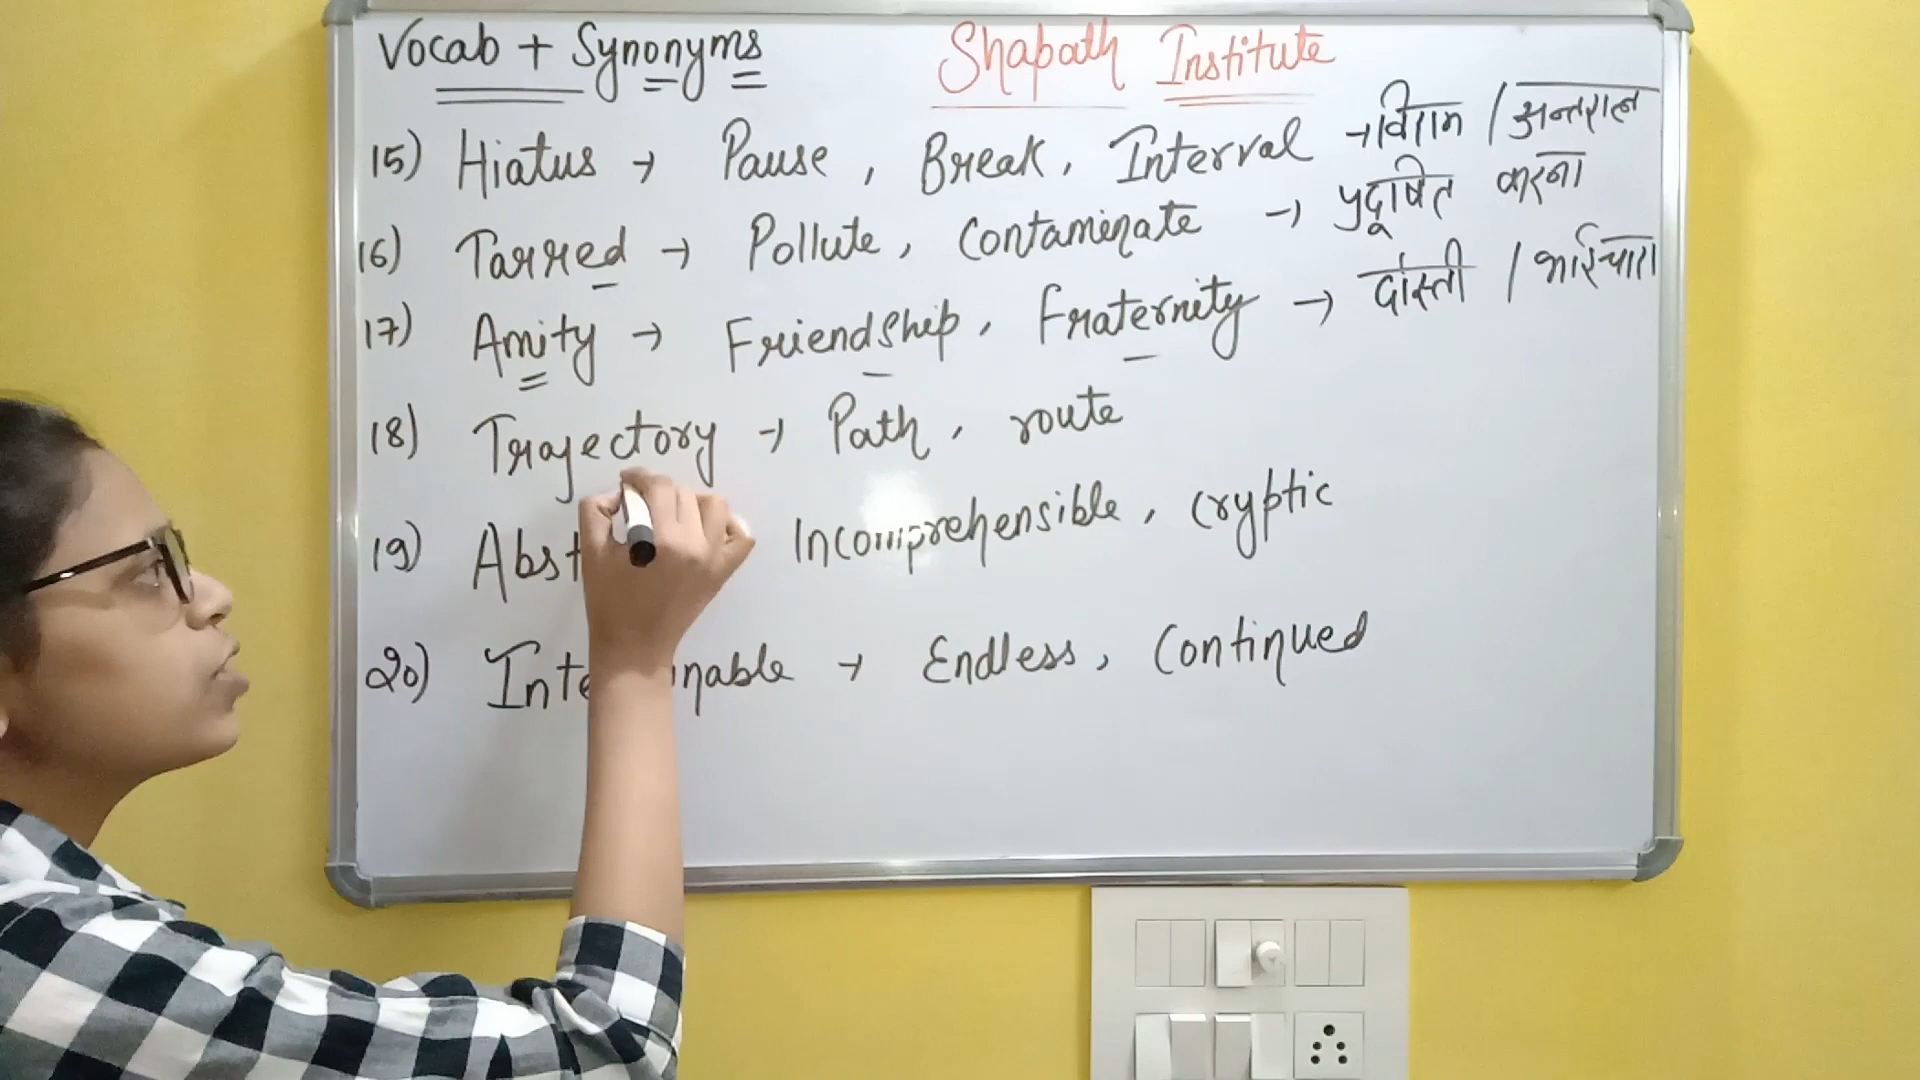 Vocab + Synonyms Shapath Institute
15) Hiatus → Pause, Break, Interval → विराम / अन्तराल
16) Tarred → Pollute, Contaminate → प्रदूषित करना
17) Amity → Friendship, Fraternity → दोस्ती / भाईचारा
18) Trajectory → Path, route
19) Abst Incomprehensible, Cryptic
20) Inte nable → Endless, Continued